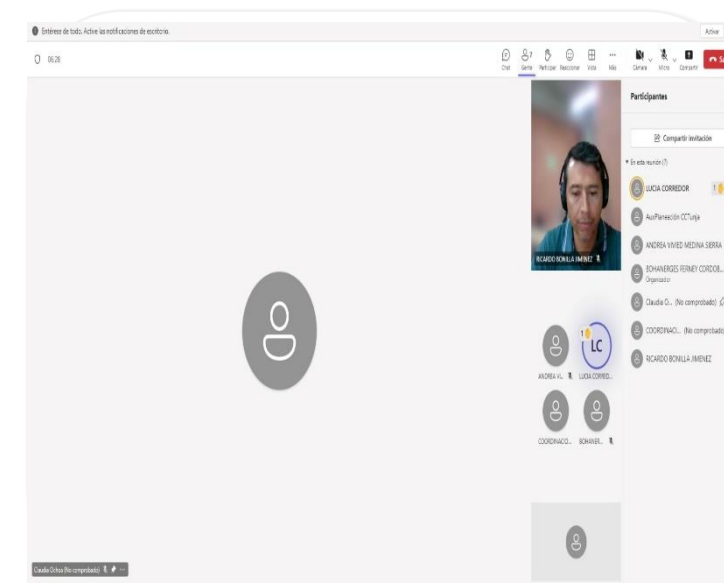 Entérese de todo. Active las notificaciones de escritorio.
Activar
06:28
Chat
7
Gente
Participar
Reaccionar
Vista
Más
Cámara
Micro
Compartir
Participantes
Compartir invitación
En esta reunión (7)
LUCIA CORREDOR
1
AuxPlaneación CCTunja
ANDREA VIVIED MEDINA SIERRA
BOHANERGES FERNEY CORDOB...
Organizador
Claudia O... (No comprobado)
COORDINACI... (No comprobado)
RICARDO BONILLA JIMENEZ
RICARDO BONILLA JIMENEZ
1
LC
ANDREA VI...
LUCIA CORRED...
COORDINACIO...
BOHANER...
Claudia Ochoa (No comprobado)